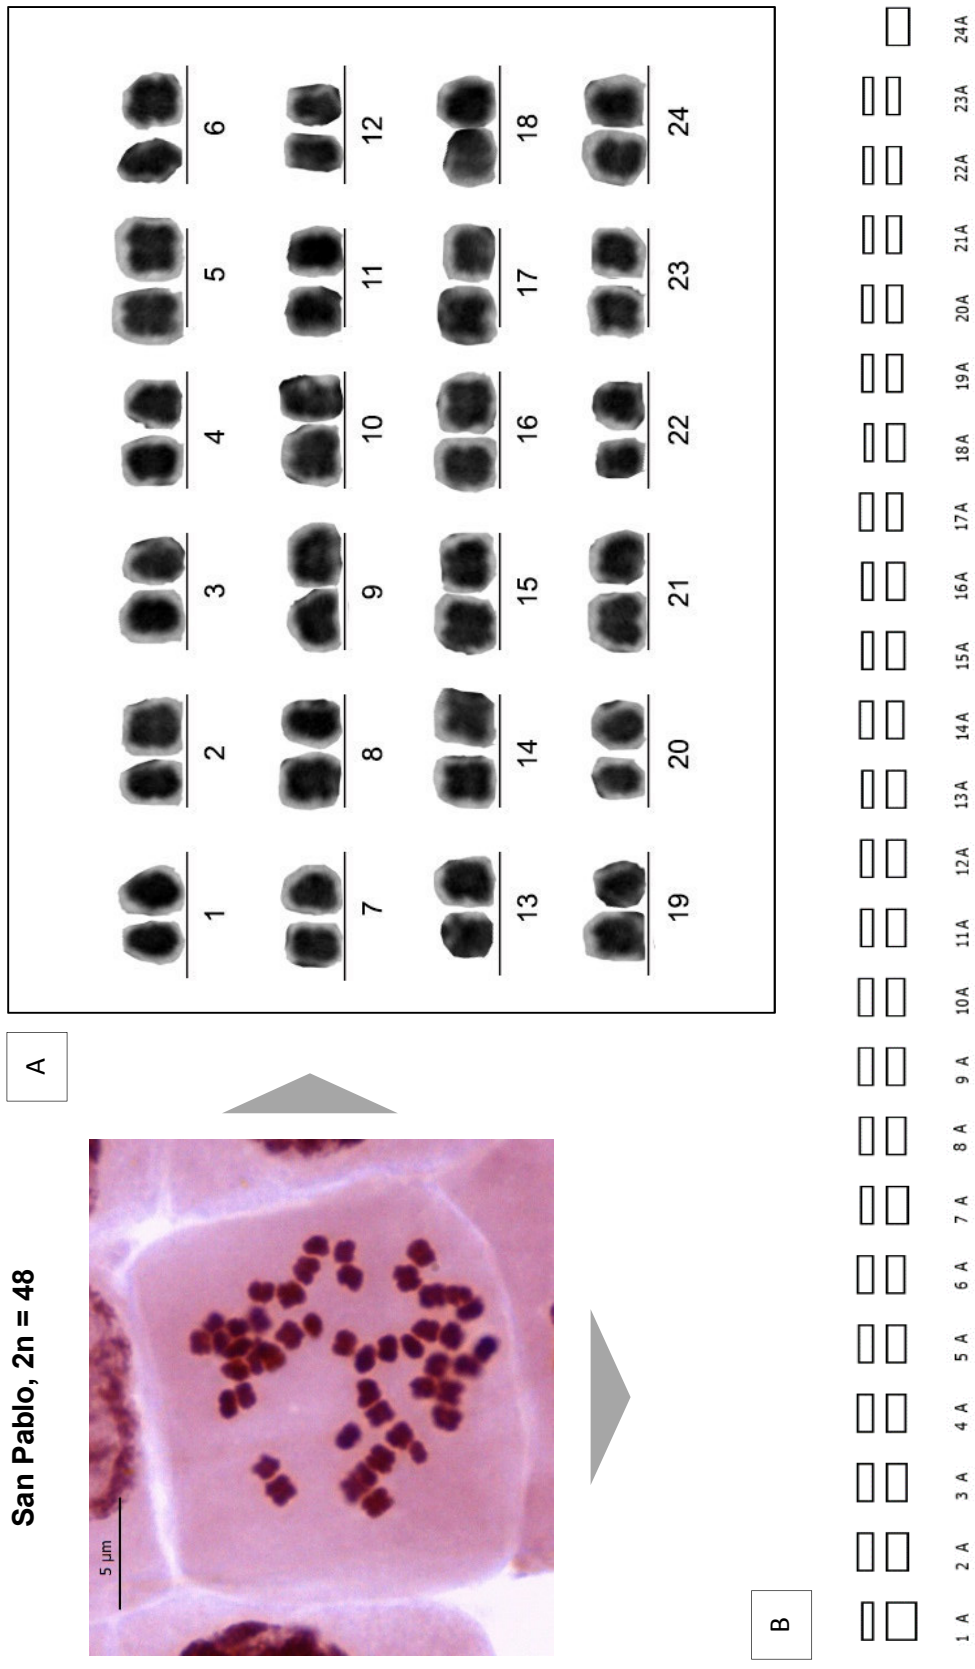 San Pablo, 2n = 48
5 µm
A
1 2 3 4 5 6
7 8 9 10 11 12
13 14 15 16 17 18
19 20 21 22 23 24
B
1 A 2 A 3 A 4 A 5 A 6 A 7 A 8 A 9 A 10A 11A 12A 13A 14A 15A 16A 17A 18A 19A 20A 21A 22A 23A 24A